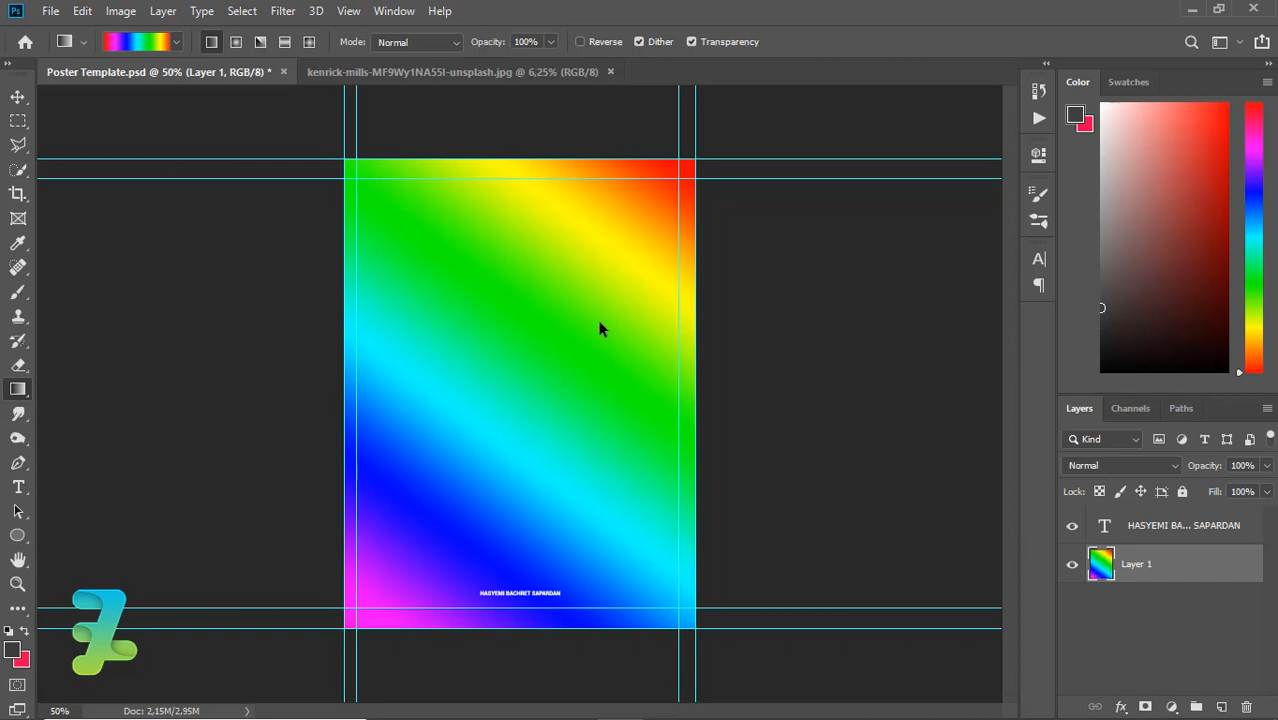 Ps File Edit Image Layer Type Select Filter 3D View Window Help
Mode: Normal Opacity: 100% Reverse Dither Transparency
Poster Template.psd @ 50% (Layer 1, RGB/8) * × kenrick-mills-MF9Wy1NA55I-unsplash.jpg @ 6,25% (RGB/8) ×
Color Swatches
HASYEMI BACHRET SAPARDAN
Layers Channels Paths
Kind
Normal Opacity: 100%
Lock: Fill: 100%
T HASYEMI BA... SAPARDAN
Layer 1
50% Doc: 2,15M/2,95M